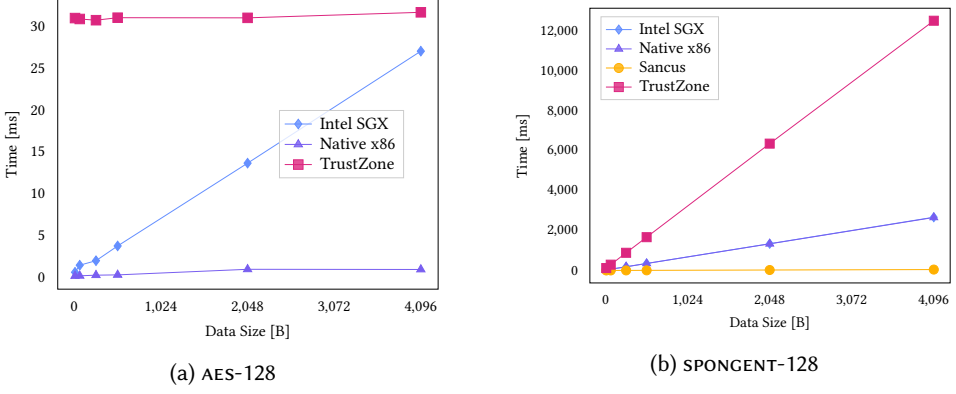 30
25
20
15
10
5
0
Time [ms]
Intel SGX
Native x86
TrustZone
0 1,024 2,048 3,072 4,096
Data Size [B]
(a) AES-128
12,000
10,000
8,000
6,000
4,000
2,000
0
Time [ms]
Intel SGX
Native x86
Sancus
TrustZone
0 1,024 2,048 3,072 4,096
Data Size [B]
(b) SPONGENT-128